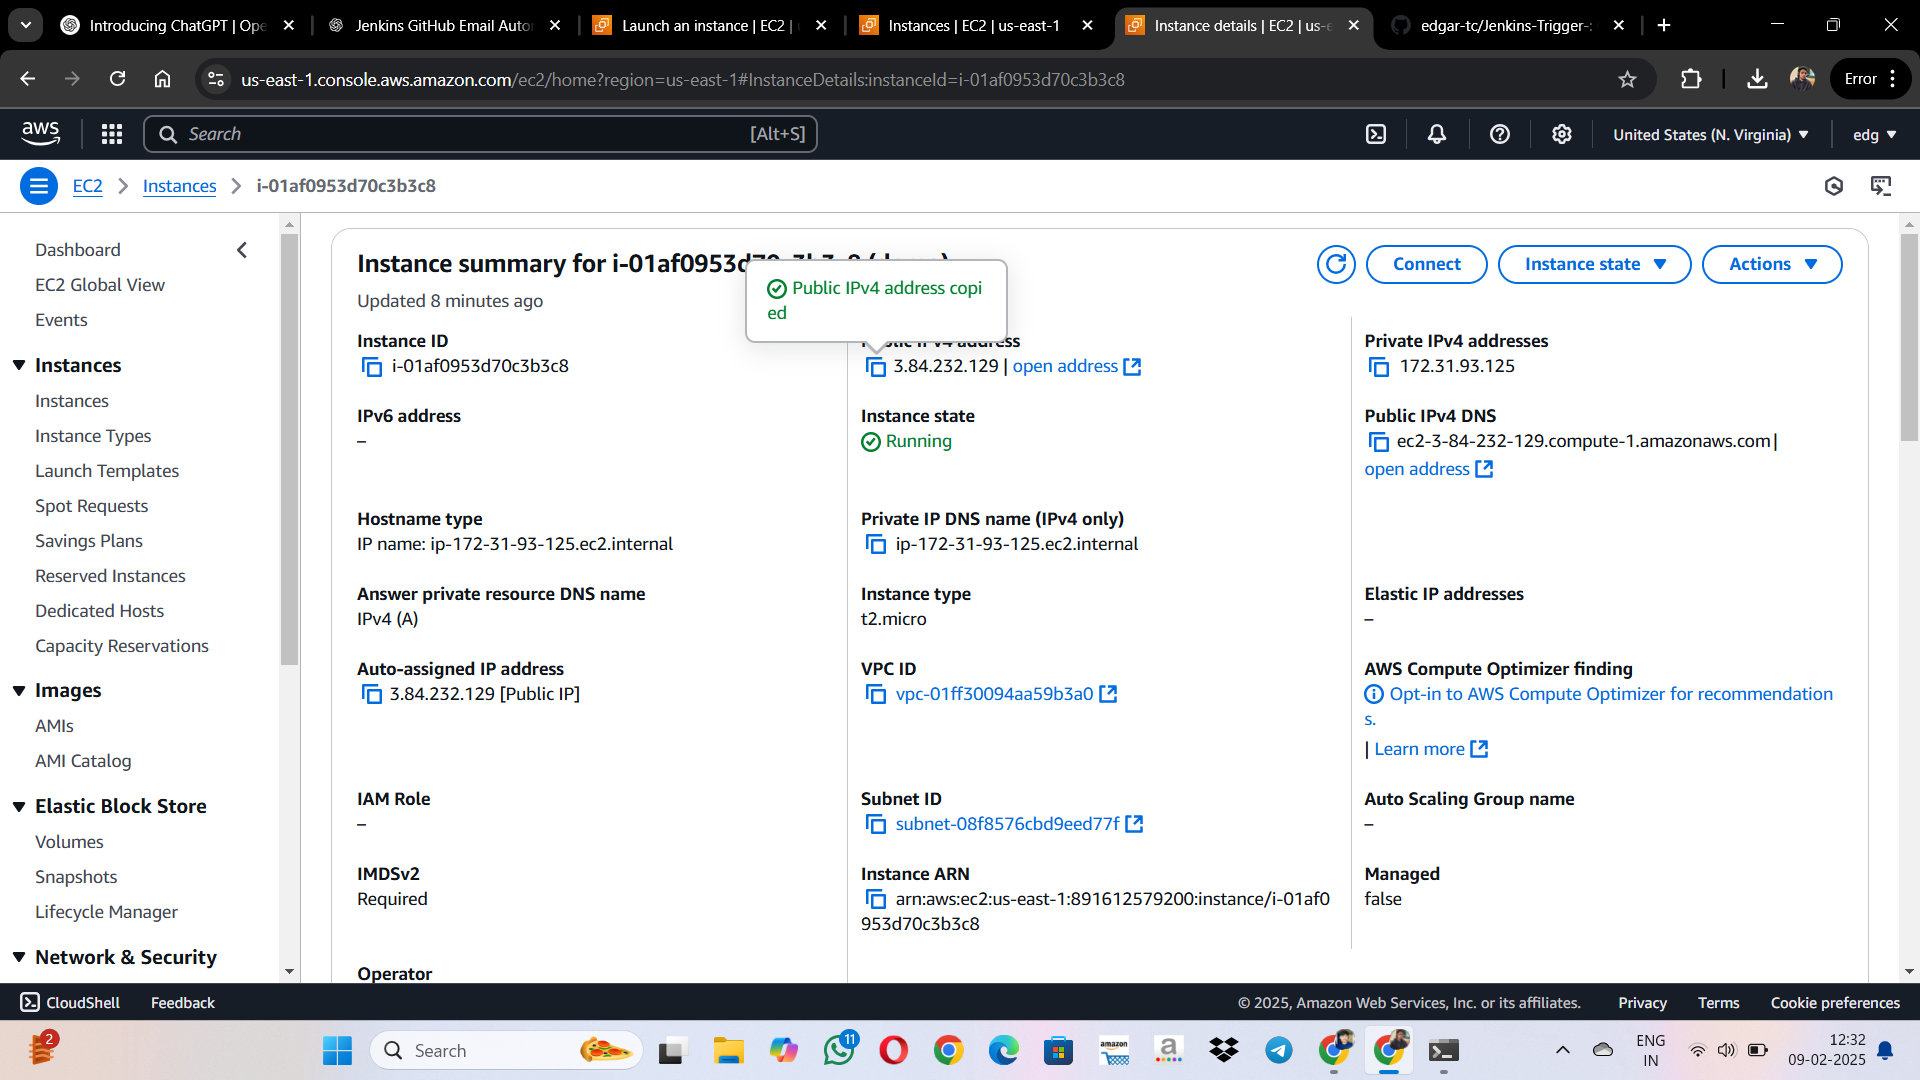 Introducing ChatGPT | Ope
Jenkins GitHub Email Auto
Launch an instance | EC2 |
Instances | EC2 | us-east-1
Instance details | EC2 | us-e
edgar-tc/Jenkins-Trigger-
us-east-1.console.aws.amazon.com/ec2/home?region=us-east-1#InstanceDetails:instanceId=i-01af0953d70c3b3c8
Error
aws
Search
[Alt+S]
United States (N. Virginia)
edg
EC2
Instances
i-01af0953d70c3b3c8
Dashboard
EC2 Global View
Events
Instances
Instances
Instance Types
Launch Templates
Spot Requests
Savings Plans
Reserved Instances
Dedicated Hosts
Capacity Reservations
Images
AMIs
AMI Catalog
Elastic Block Store
Volumes
Snapshots
Lifecycle Manager
Network & Security
Instance summary for i-01af0953d
Updated 8 minutes ago
Connect
Instance state
Actions
Public IPv4 address copi
ed
Instance ID
i-01af0953d70c3b3c8
Public IPv4 address
3.84.232.129 | open address
Private IPv4 addresses
172.31.93.125
IPv6 address
–
Instance state
Running
Public IPv4 DNS
ec2-3-84-232-129.compute-1.amazonaws.com |
open address
Hostname type
IP name: ip-172-31-93-125.ec2.internal
Private IP DNS name (IPv4 only)
ip-172-31-93-125.ec2.internal
Answer private resource DNS name
IPv4 (A)
Instance type
t2.micro
Elastic IP addresses
–
Auto-assigned IP address
3.84.232.129 [Public IP]
VPC ID
vpc-01ff30094aa59b3a0
AWS Compute Optimizer finding
Opt-in to AWS Compute Optimizer for recommendation
s.
| Learn more
IAM Role
–
Subnet ID
subnet-08f8576cbd9eed77f
Auto Scaling Group name
–
IMDSv2
Required
Instance ARN
arn:aws:ec2:us-east-1:891612579200:instance/i-01af0
953d70c3b3c8
Managed
false
Operator
CloudShell
Feedback
© 2025, Amazon Web Services, Inc. or its affiliates.
Privacy
Terms
Cookie preferences
2
Search
11
amazon
a
ENG
IN
12:32
09-02-2025